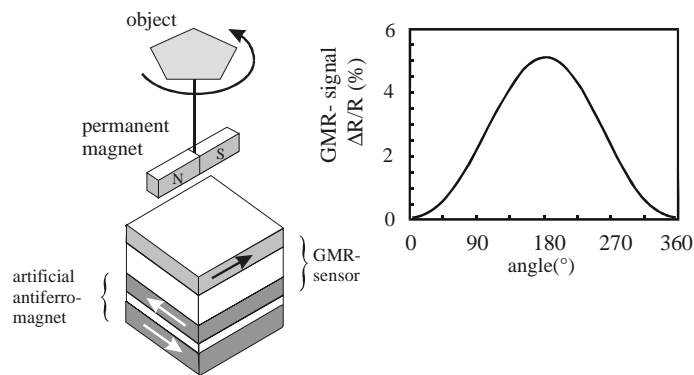 object
permanent
magnet
N
S
artificial
antiferro-
magnet
GMR-
sensor
GMR- signal
ΔR/R (%)
6
4
2
0
0 90 180 270 360
angle(°)